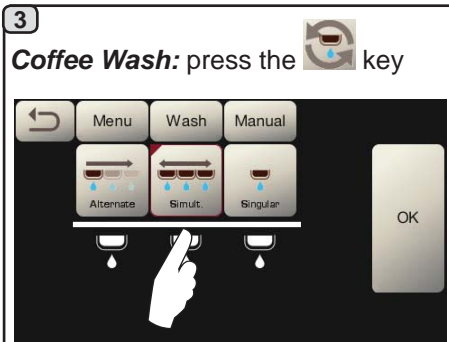 3
Coffee Wash: press the key
Menu Wash Manual
Alternate Simult. Singular
OK